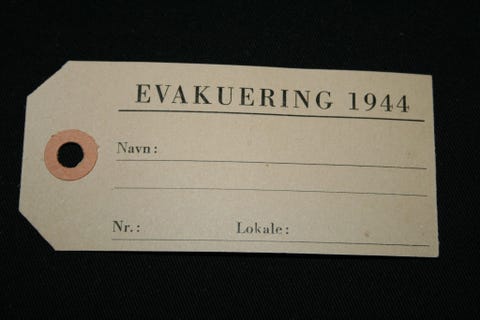 EVAKUERING 1944
Navn:
Nr.: Lokale: